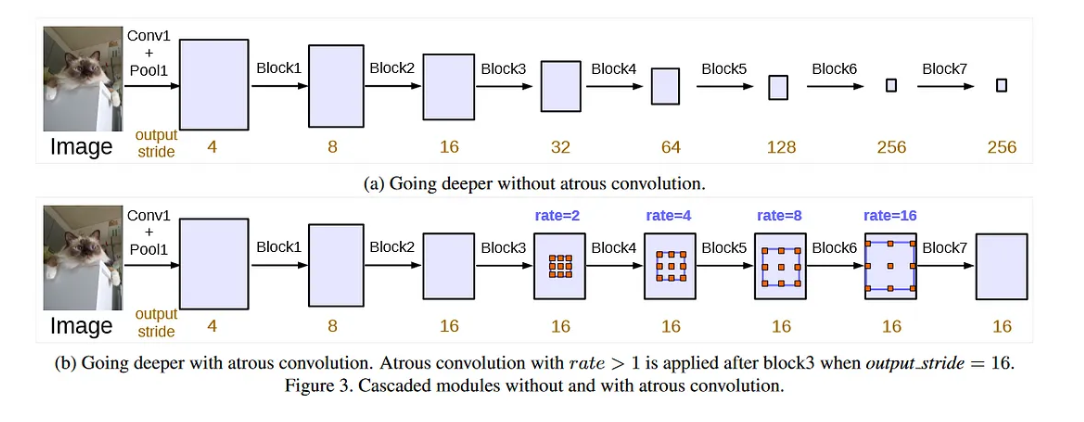 Conv1
+
Pool1
Block1
Block2
Block3
Block4
Block5
Block6
Block7
Image
output
stride
4
8
16
32
64
128
256
256
(a) Going deeper without atrous convolution.
rate=2
rate=4
rate=8
rate=16
Conv1
+
Pool1
Block1
Block2
Block3
Block4
Block5
Block6
Block7
Image
output
stride
4
8
16
16
16
16
16
16
(b) Going deeper with atrous convolution. Atrous convolution with rate > 1 is applied after block3 when output_stride = 16.
Figure 3. Cascaded modules without and with atrous convolution.